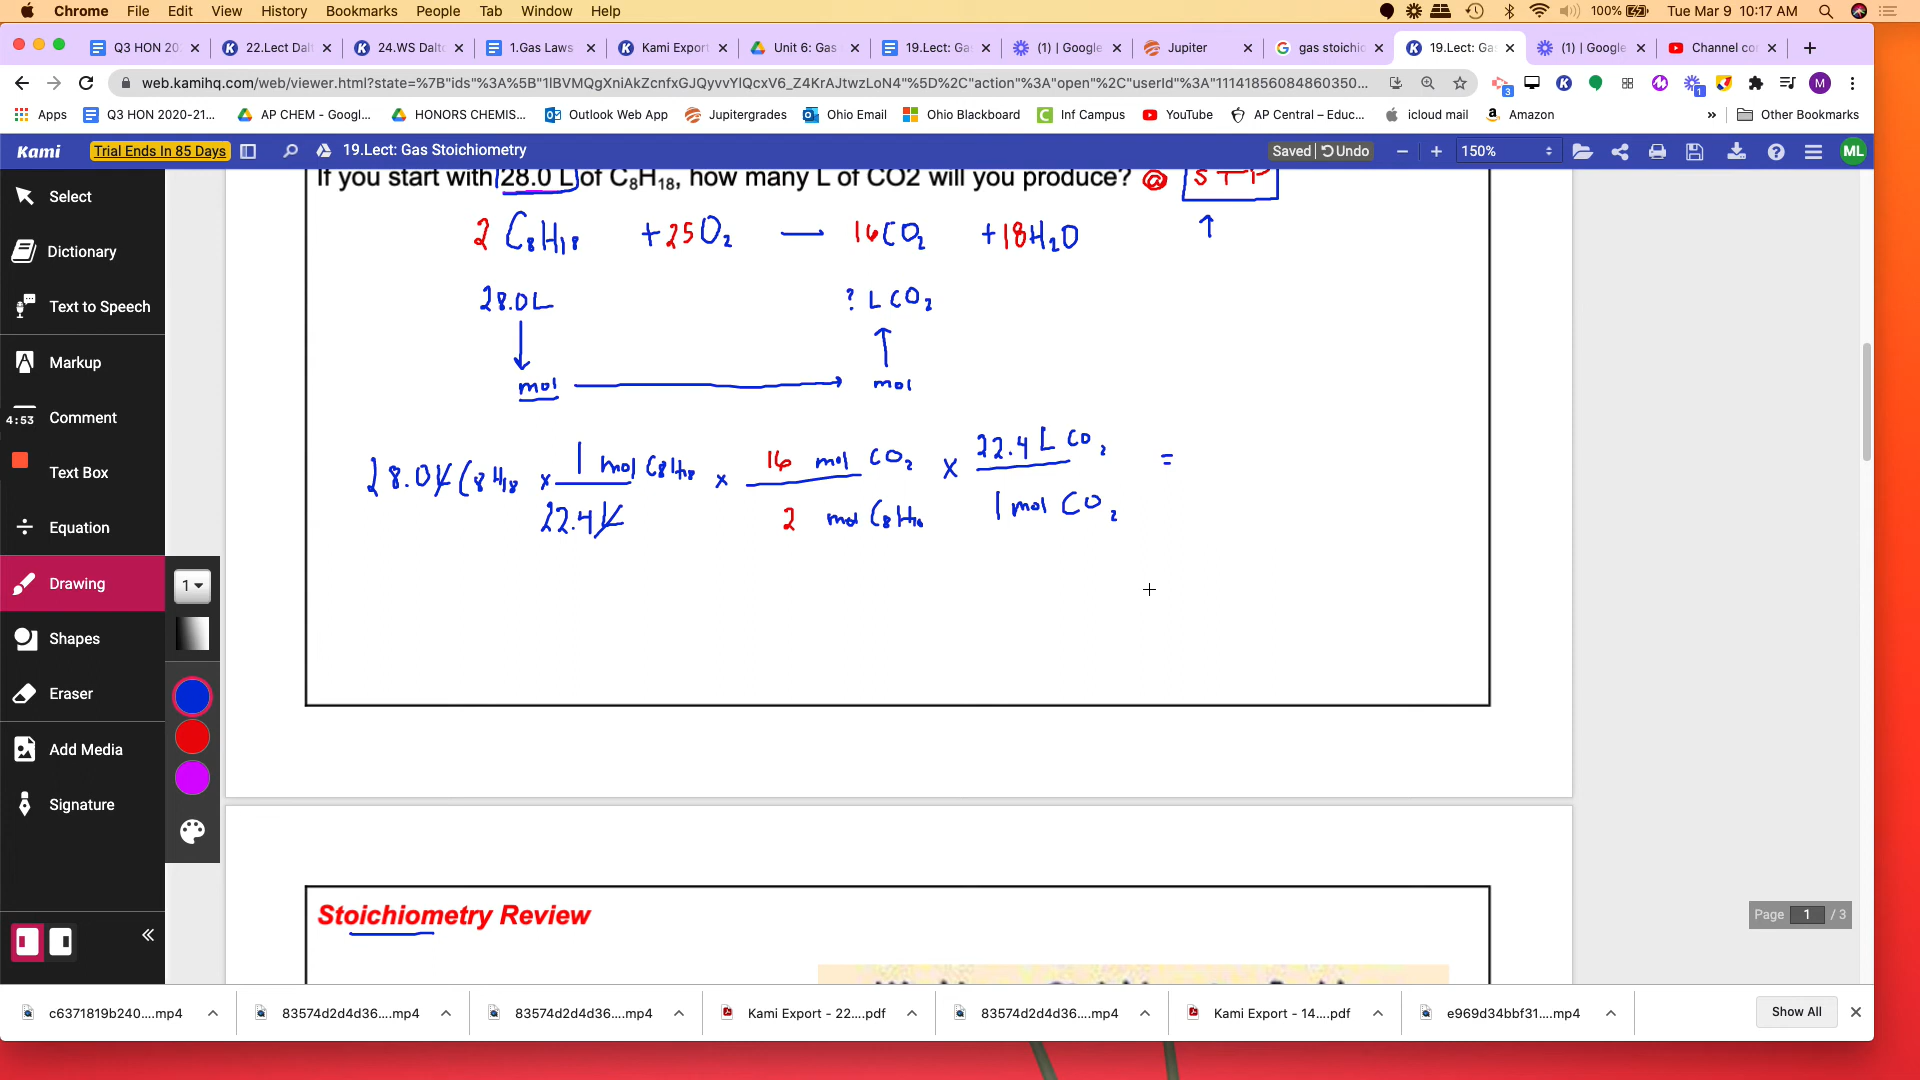 Chrome File Edit View History Bookmarks People Tab Window Help 100% Tue Mar 9 10:17 AM
Q3 HON 20 22.Lect Dal 24.WS Dalt 1.Gas Laws Kami Expor Unit 6: Gas 19.Lect: Ga (1) | Google Jupiter gas stoichio 19.Lect: Ga (1) | Google Channel co
web.kamihq.com/web/viewer.html?state=%7B"ids"%3A%5B"1lBVMQgXniAkZcnfxGJQyvvYlQcxV6_Z4KrAJtwzLoN4"%5D%2C"action"%3A"open"%2C"userId"%3A"11141856084860350...
Apps Q3 HON 2020-21... AP CHEM - Googl... HONORS CHEMIS... Outlook Web App Jupitergrades Ohio Email Ohio Blackboard Inf Campus YouTube AP Central – Educ... icloud mail Amazon » Other Bookmarks
Kami Trial Ends In 85 Days 19.Lect: Gas Stoichiometry Saved Undo 150% ML
Select
Dictionary
Text to Speech
Markup
4:53 Comment
Text Box
Equation
Drawing
Shapes
Eraser
Add Media
Signature
1
If you start with 28.0 L of C₈H₁₈, how many L of CO2 will you produce? @ STP
2 C₈H₁₈ + 25O₂ — 16CO₂ + 18H₂O
28.0L ? L CO₂
mol mol
28.0L C₈H₁₈ x 1 mol C₈H₁₈ x 16 mol CO₂ x 22.4 L CO₂ =
22.4 L 2 mol C₈H₁₈ 1 mol CO₂
Page 1 / 3
Stoichiometry Review
c6371819b240....mp4 83574d2d4d36....mp4 83574d2d4d36....mp4 Kami Export - 22....pdf 83574d2d4d36....mp4 Kami Export - 14....pdf e969d34bbf31....mp4 Show All